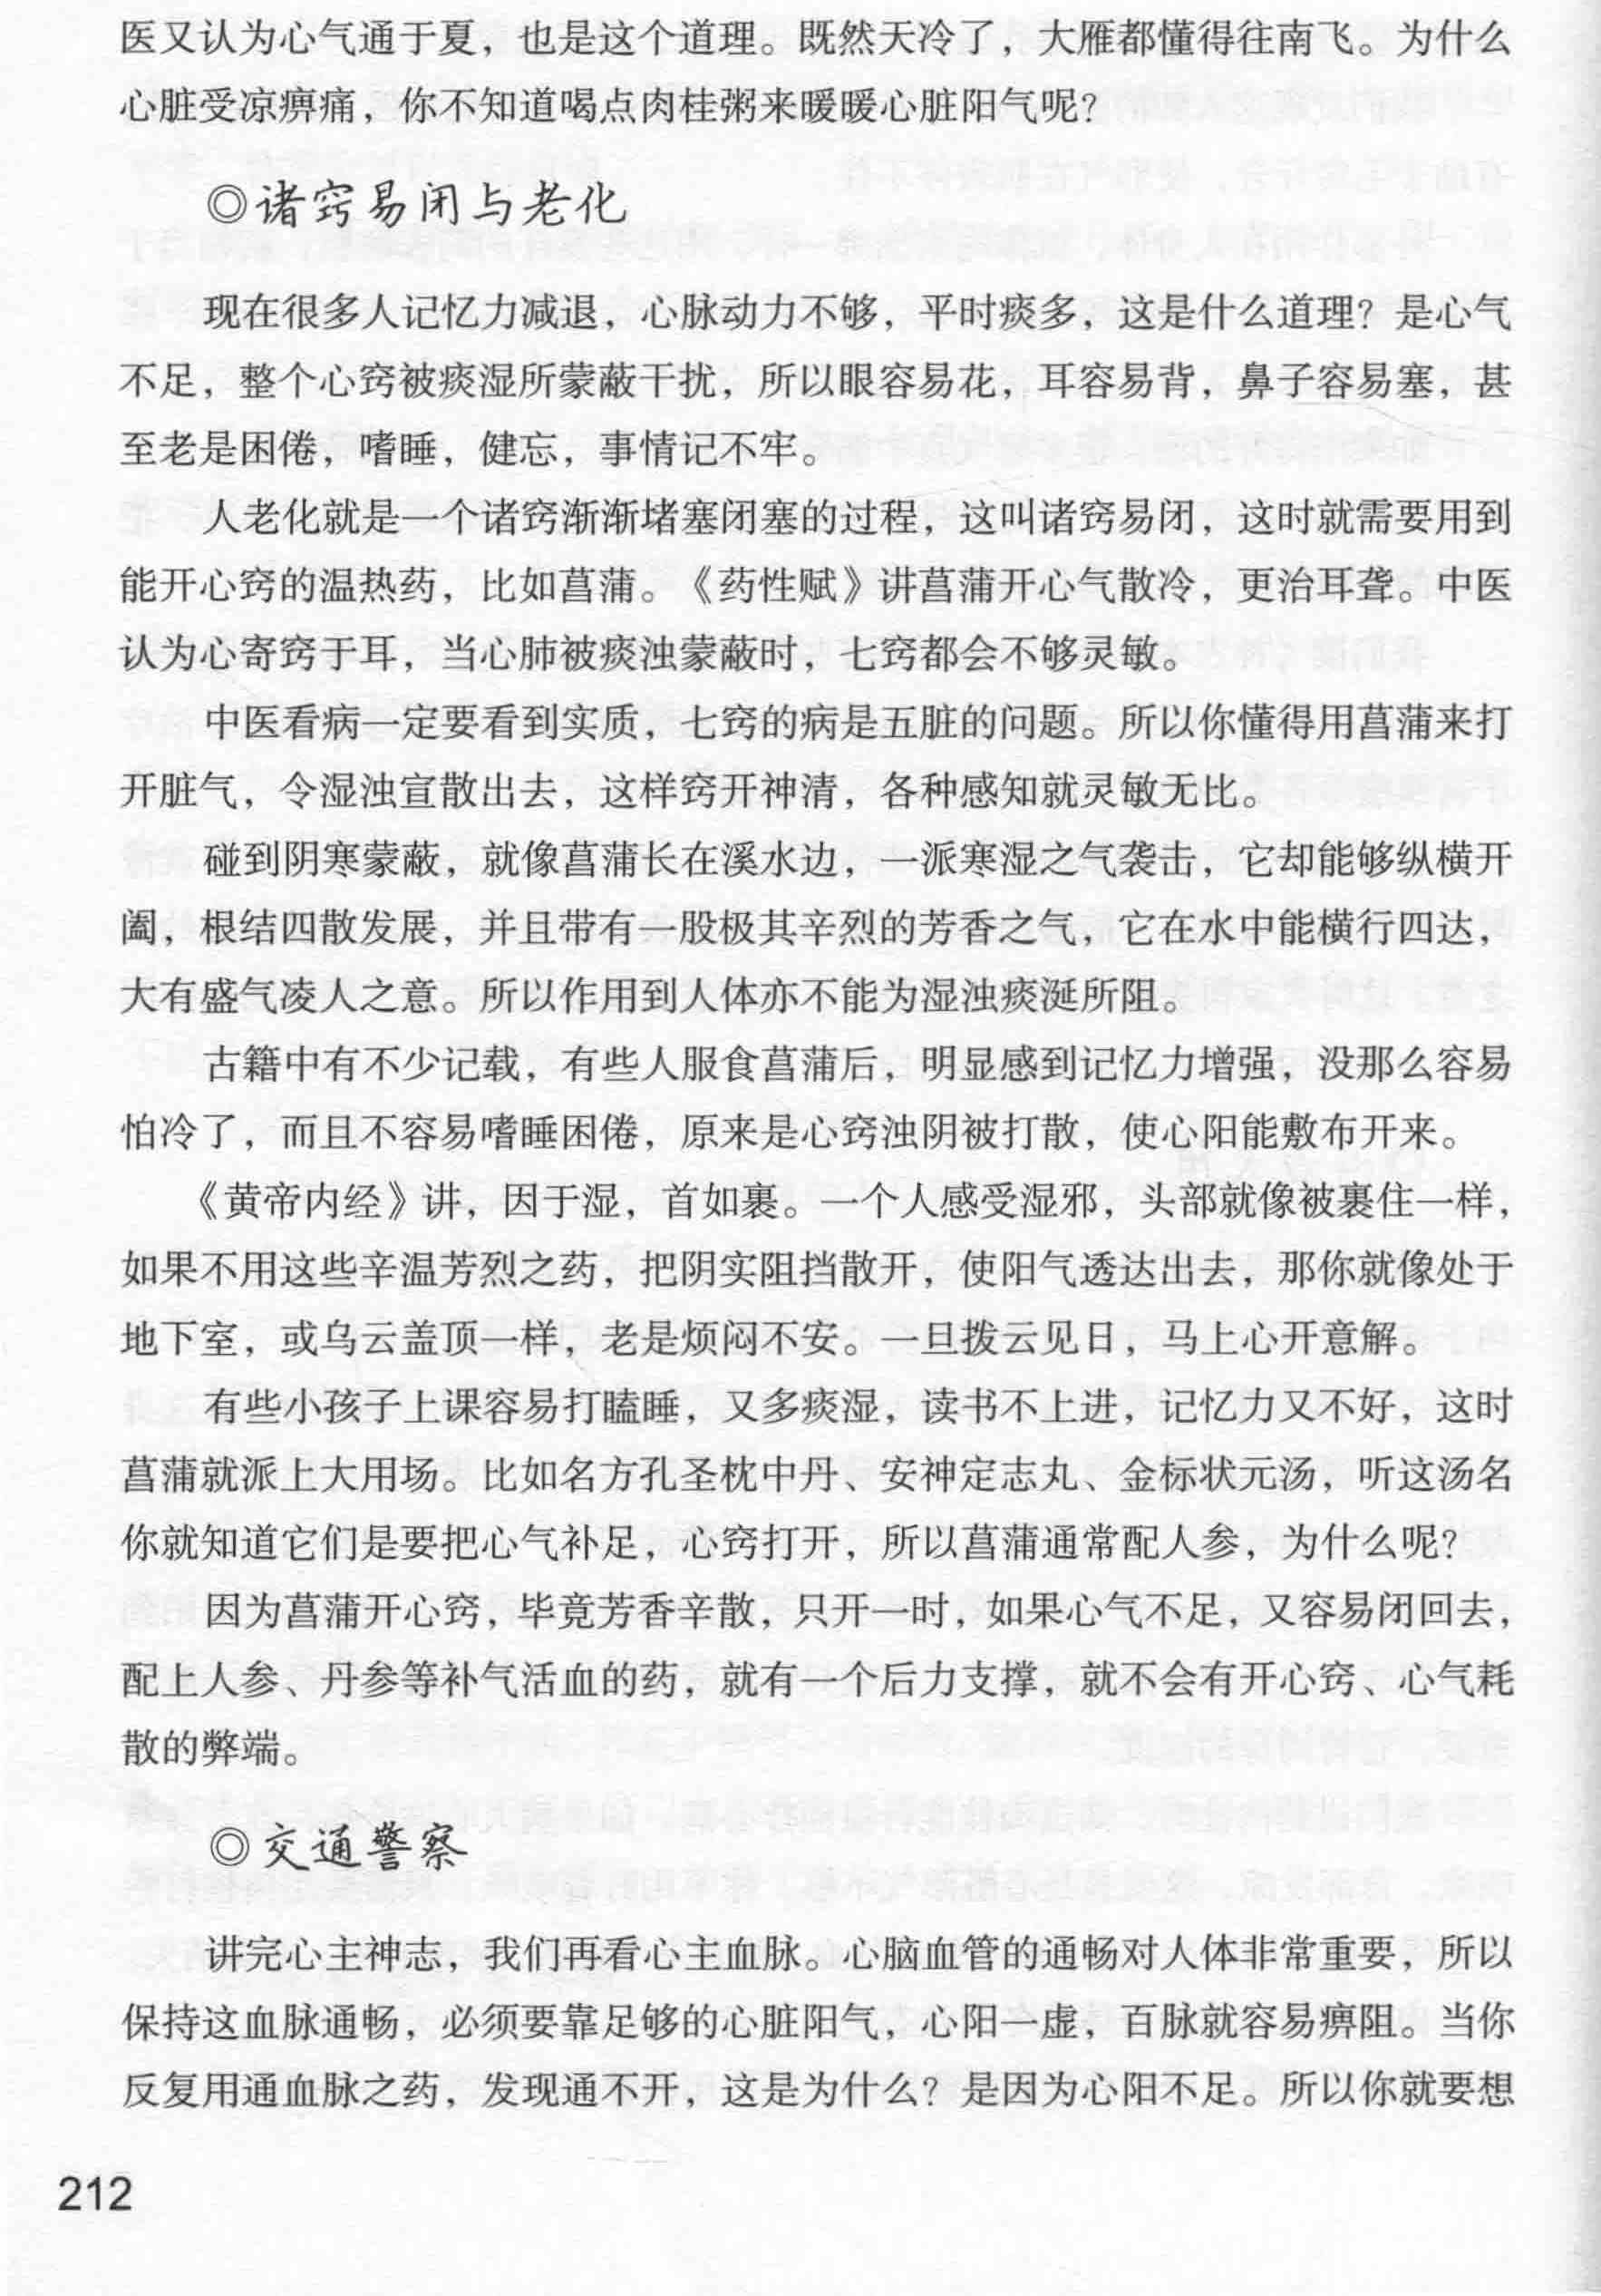 医又认为心气通于夏，也是这个道理。既然天冷了，大雁都懂得往南飞。为什么
心脏受凉痹痛，你不知道喝点肉桂粥来暖暖心脏阳气呢？
◎诸窍易闭与老化
现在很多人记忆力减退，心脉动力不够，平时痰多，这是什么道理？是心气
不足，整个心窍被痰湿所蒙蔽干扰，所以眼容易花，耳容易背，鼻子容易塞，甚
至老是困倦，嗜睡，健忘，事情记不牢。
人老化就是一个诸窍渐渐堵塞闭塞的过程，这叫诸窍易闭，这时就需要用到
能开心窍的温热药，比如菖蒲。《药性赋》讲菖蒲开心气散冷，更治耳聋。中医
认为心寄窍于耳，当心肺被痰浊蒙蔽时，七窍都会不够灵敏。
中医看病一定要看到实质，七窍的病是五脏的问题。所以你懂得用菖蒲来打
开脏气，令湿浊宣散出去，这样窍开神清，各种感知就灵敏无比。
碰到阴寒蒙蔽，就像菖蒲长在溪水边，一派寒湿之气袭击，它却能够纵横开
阖，根结四散发展，并且带有一股极其辛烈的芳香之气，它在水中能横行四达，
大有盛气凌人之意。所以作用到人体亦不能为湿浊痰涎所阻。
古籍中有不少记载，有些人服食菖蒲后，明显感到记忆力增强，没那么容易
怕冷了，而且不容易嗜睡困倦，原来是心窍浊阴被打散，使心阳能敷布开来。
《黄帝内经》讲，因于湿，首如裹。一个人感受湿邪，头部就像被裹住一样，
如果不用这些辛温芳烈之药，把阴实阻挡散开，使阳气透达出去，那你就像处于
地下室，或乌云盖顶一样，老是烦闷不安。一旦拨云见日，马上心开意解。
有些小孩子上课容易打瞌睡，又多痰湿，读书不上进，记忆力又不好，这时
菖蒲就派上大用场。比如名方孔圣枕中丹、安神定志丸、金标状元汤，听这汤名
你就知道它们是要把心气补足，心窍打开，所以菖蒲通常配人参，为什么呢？
因为菖蒲开心窍，毕竟芳香辛散，只开一时，如果心气不足，又容易闭回去，
配上人参、丹参等补气活血的药，就有一个后力支撑，就不会有开心窍、心气耗
散的弊端。
◎交通警察
讲完心主神志，我们再看心主血脉。心脑血管的通畅对人体非常重要，所以
保持这血脉通畅，必须要靠足够的心脏阳气，心阳一虚，百脉就容易痹阻。当你
反复用通血脉之药，发现通不开，这是为什么？是因为心阳不足。所以你就要想
212